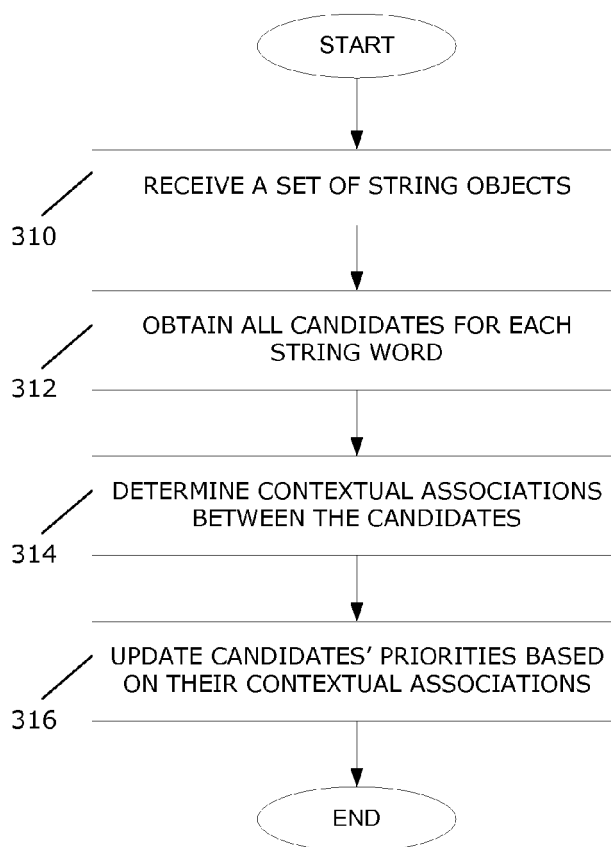 START
RECEIVE A SET OF STRING OBJECTS
310
OBTAIN ALL CANDIDATES FOR EACH
STRING WORD
312
DETERMINE CONTEXTUAL ASSOCIATIONS
BETWEEN THE CANDIDATES
314
UPDATE CANDIDATES’ PRIORITIES BASED
ON THEIR CONTEXTUAL ASSOCIATIONS
316
END